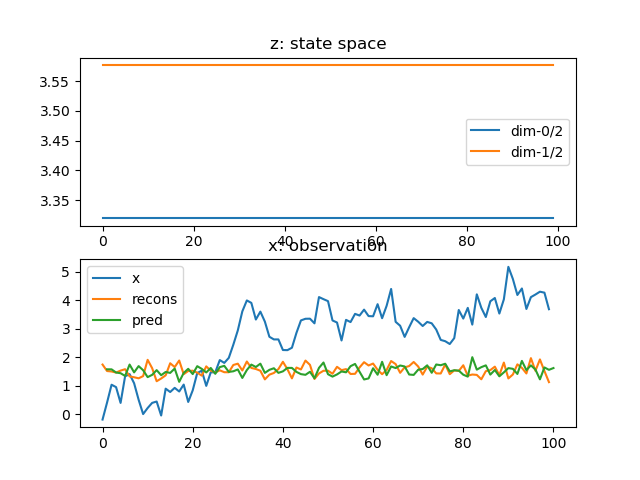 z: state space
3.55
3.50
3.45
3.40
3.35
dim-0/2
dim-1/2
0 20 40 60 80 100
x: observation
5
4
3
2
1
0
x
recons
pred
0 20 40 60 80 100